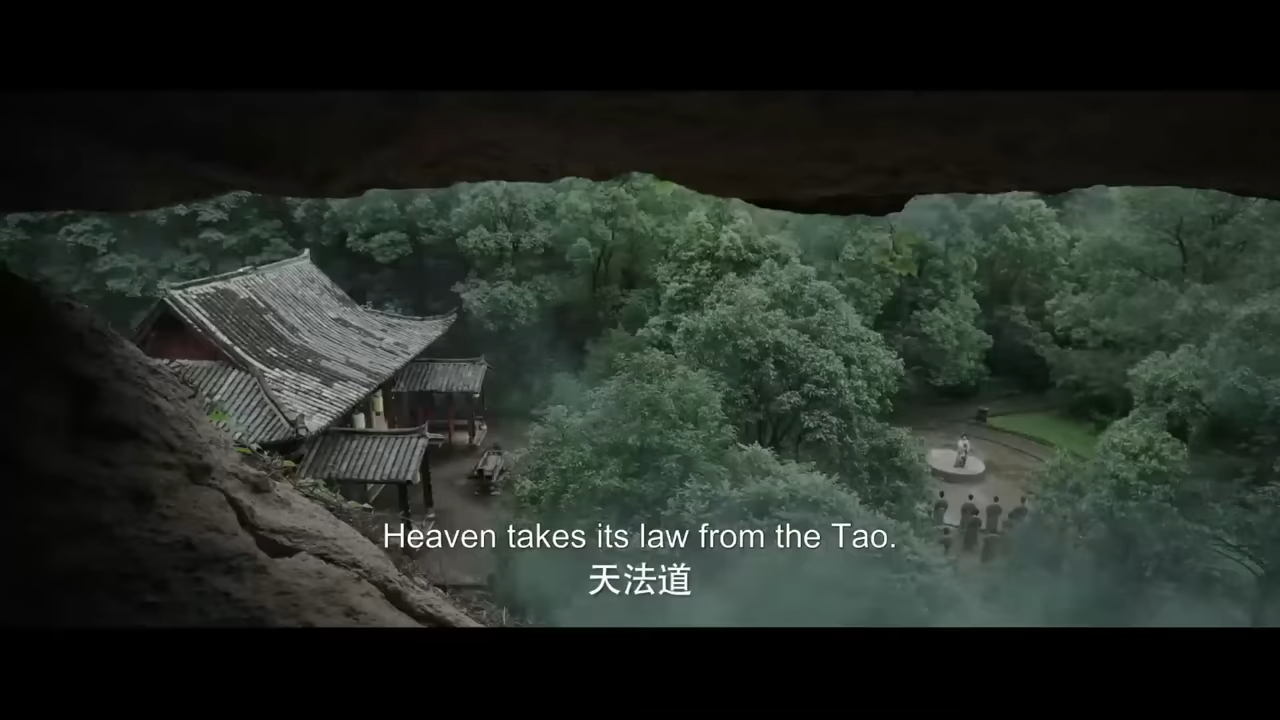 Heaven takes its law from the Tao.
天法道